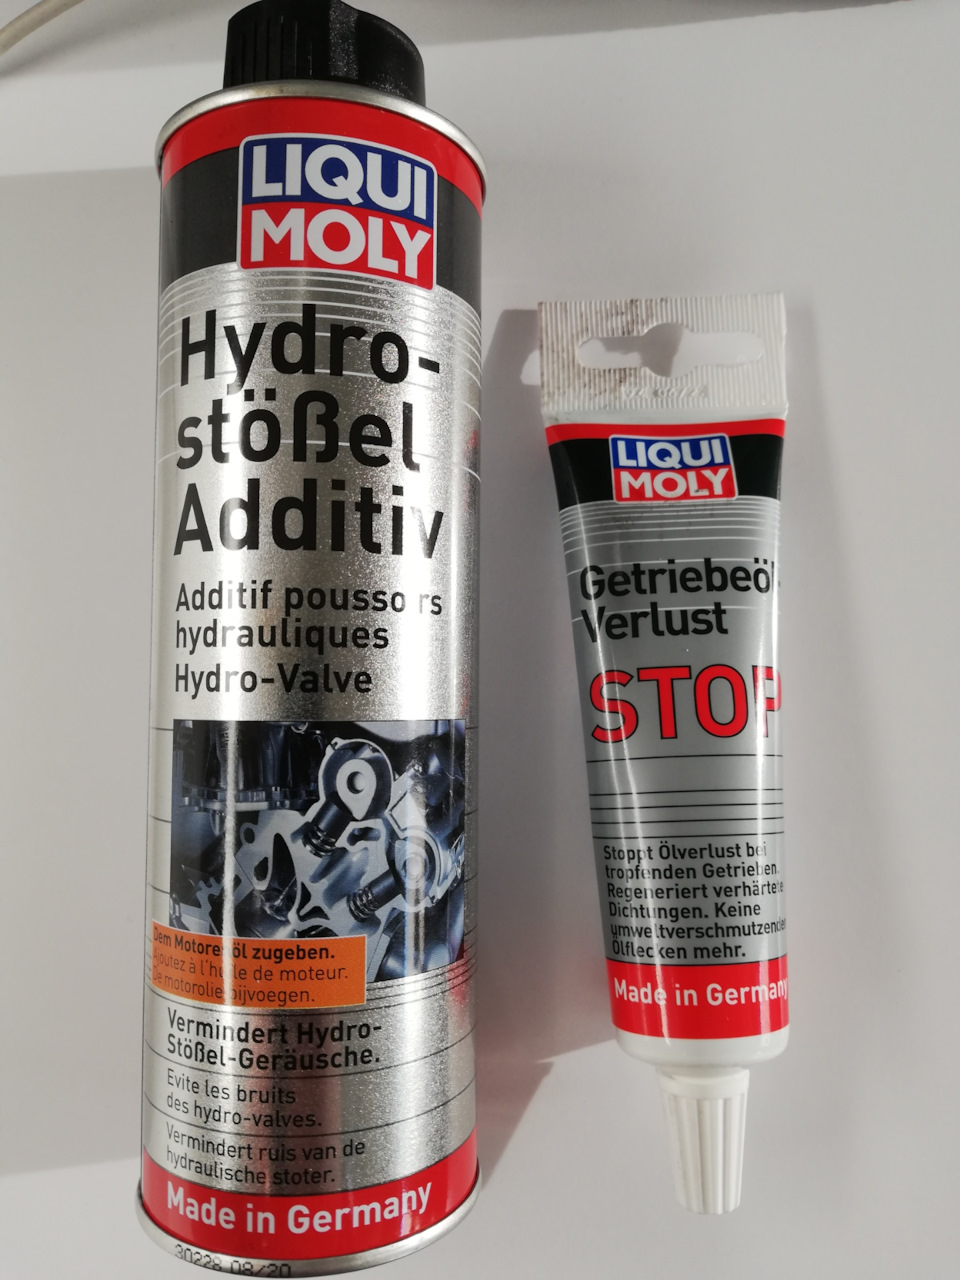 LIQUI
MOLY
Hydro-
stößel
Additiv
Additif poussoirs
hydrauliques
Hydro-Valve
Dem Motorenöl zugeben.
Ajoutez à l'huile de moteur.
De motorolie bijvoegen.
Vermindert Hydro-
Stößel-Geräusche.
Evite les bruits
des hydro-valves.
Vermindert ruis van de
hydraulische stoter.
Made in Germany
30228 08/20
LIQUI
MOLY
Getriebeöl-
Verlust
STOP
Stoppt Ölverlust bei
tropfenden Getrieben.
Regeneriert verhärtete
Dichtungen. Keine
umweltverschmutzenden
Ölflecken mehr.
Made in Germany